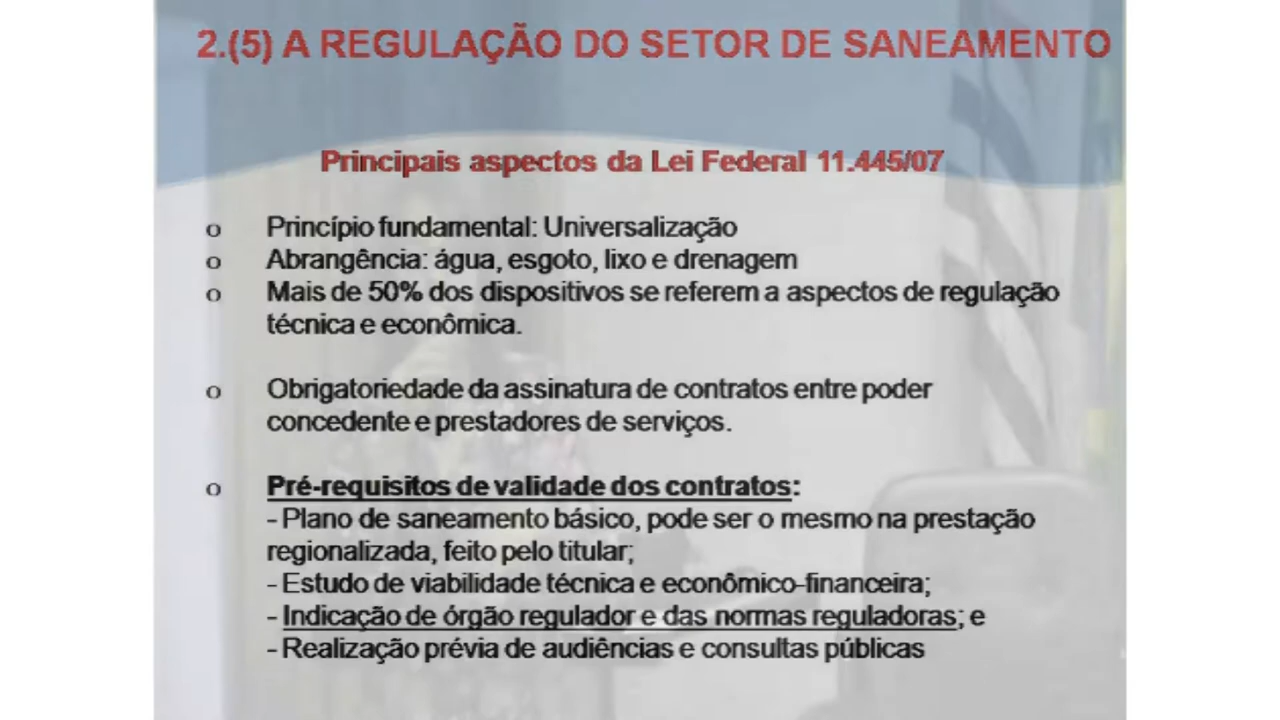 2.(5) A REGULAÇÃO DO SETOR DE SANEAMENTO
Principais aspectos da Lei Federal 11.445/07
o Princípio fundamental: Universalização
o Abrangência: água, esgoto, lixo e drenagem
o Mais de 50% dos dispositivos se referem a aspectos de regulação
técnica e econômica.
o Obrigatoriedade da assinatura de contratos entre poder
concedente e prestadores de serviços.
o Pré-requisitos de validade dos contratos:
- Plano de saneamento básico, pode ser o mesmo na prestação
regionalizada, feito pelo titular;
- Estudo de viabilidade técnica e econômico-financeira;
- Indicação de órgão regulador e das normas reguladoras; e
- Realização prévia de audiências e consultas públicas